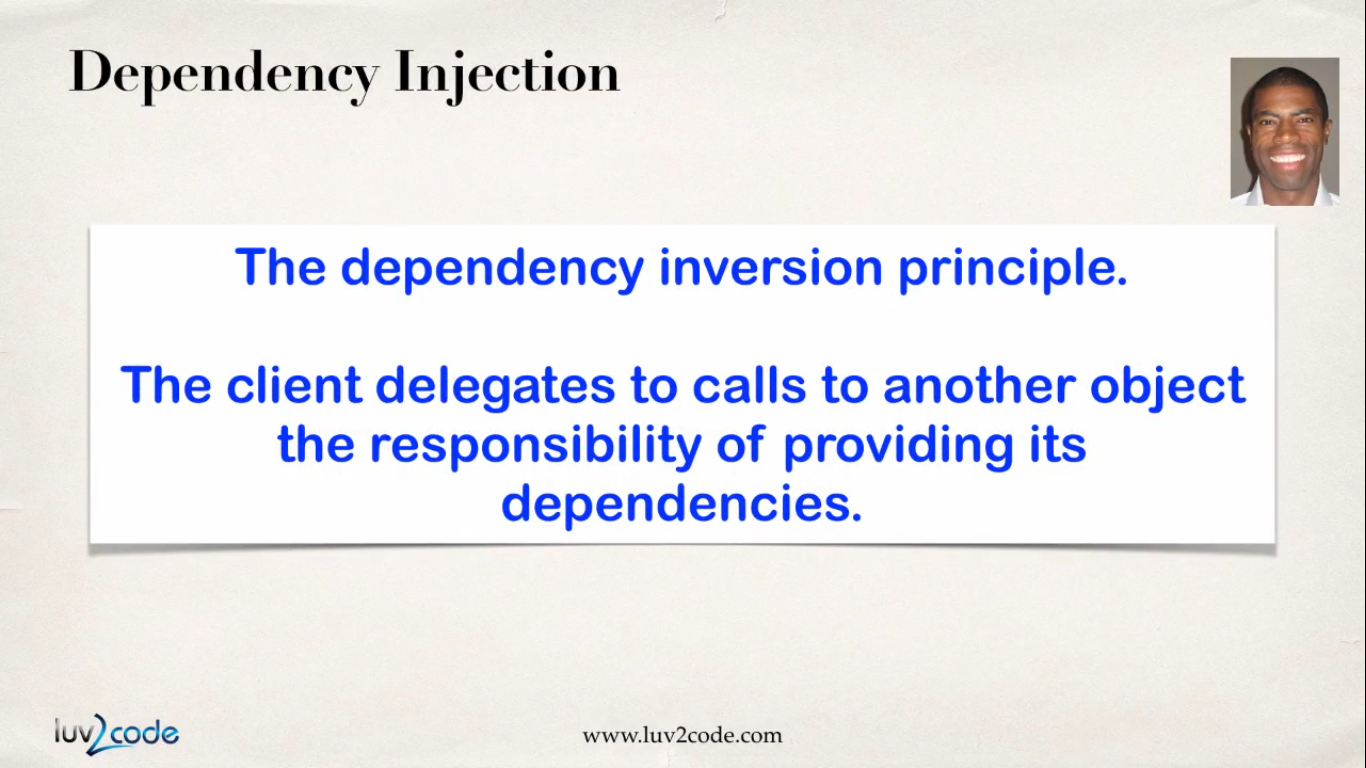 Dependency Injection
The dependency inversion principle.
The client delegates to calls to another object
the responsibility of providing its
dependencies.
luv2code
www.luv2code.com